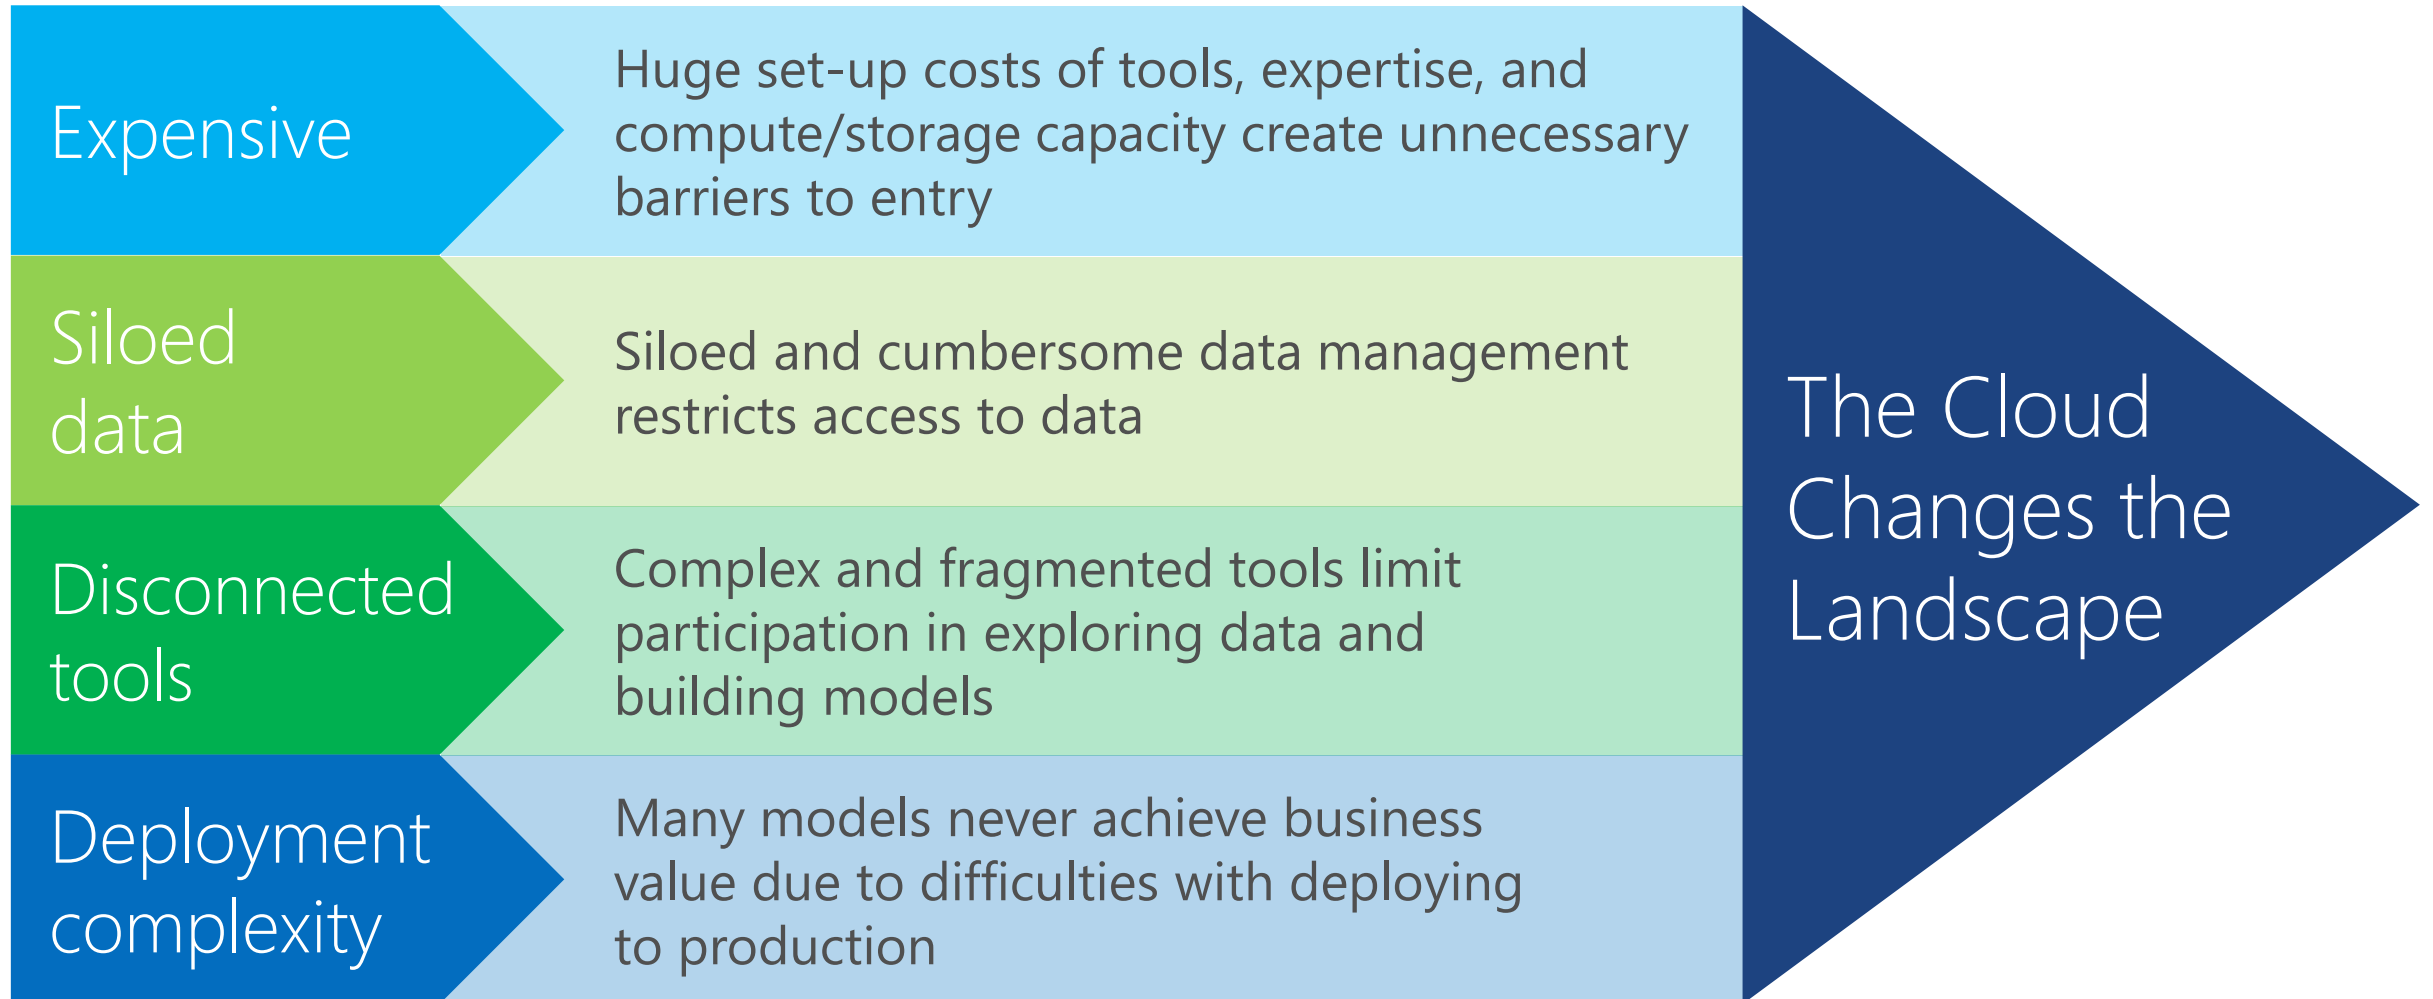 Expensive
Huge set-up costs of tools, expertise, and
compute/storage capacity create unnecessary
barriers to entry
Siloed
data
Siloed and cumbersome data management
restricts access to data
Disconnected
tools
Complex and fragmented tools limit
participation in exploring data and
building models
Deployment
complexity
Many models never achieve business
value due to difficulties with deploying
to production
The Cloud
Changes the
Landscape